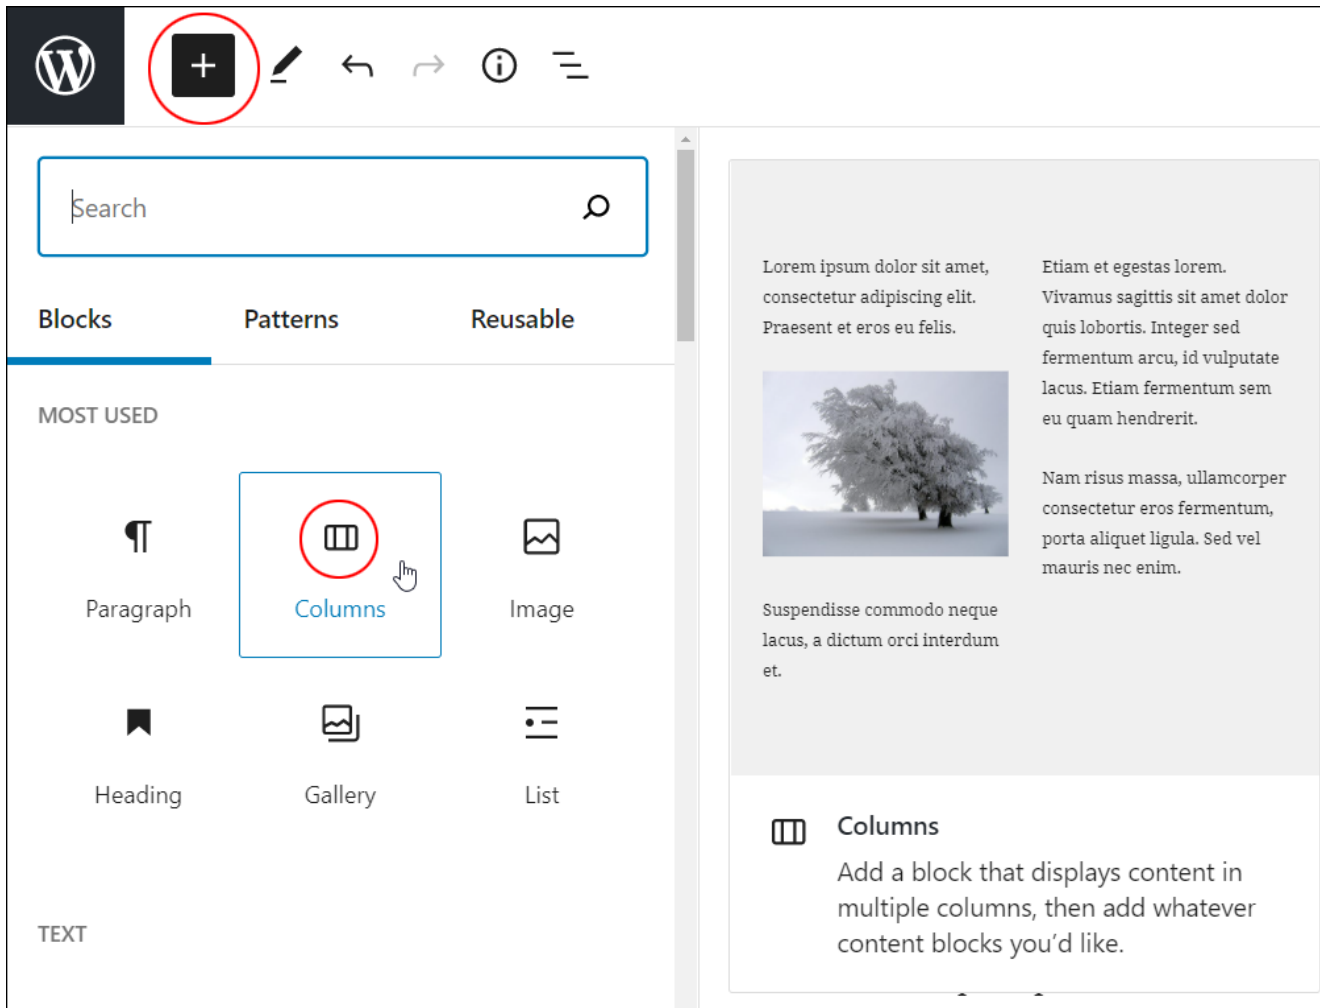 Search
Blocks
Patterns
Reusable
MOST USED
Paragraph
Columns
Image
Heading
Gallery
List
TEXT
Lorem ipsum dolor sit amet,
consectetur adipiscing elit.
Praesent et eros eu felis.
Suspendisse commodo neque
lacus, a dictum orci interdum
et.
Etiam et egestas lorem.
Vivamus sagittis sit amet dolor
quis lobortis. Integer sed
fermentum arcu, id vulputate
lacus. Etiam fermentum sem
eu quam hendrerit.
Nam risus massa, ullamcorper
consectetur eros fermentum,
porta aliquet ligula. Sed vel
mauris nec enim.
Columns
Add a block that displays content in
multiple columns, then add whatever
content blocks you’d like.